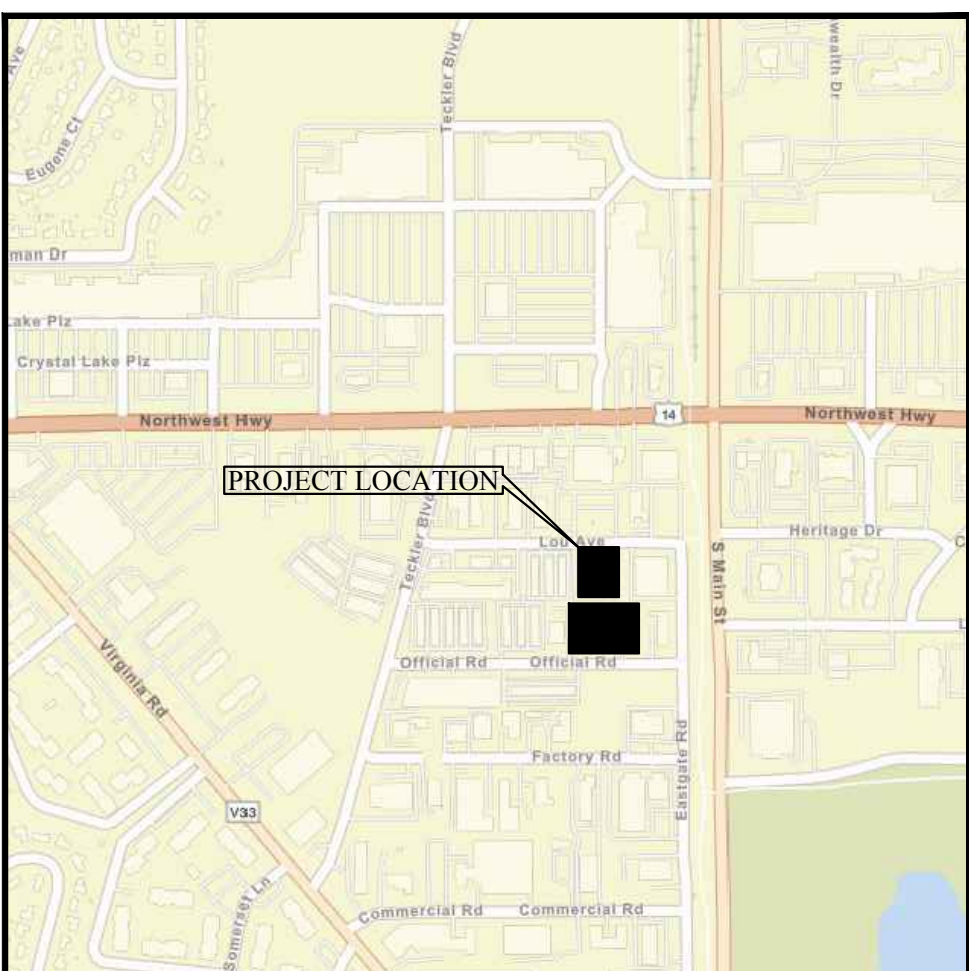 Teckler Blvd
wealth Dr
Ave
Eugene Ct
man Dr
ake Plz
Crystal Lake Plz
Northwest Hwy
14
Northwest Hwy
PROJECT LOCATION
Teckler Blvd
Lou Ave
Heritage Dr
C
S Main St
L
Official Rd
Official Rd
Virginia Rd
Factory Rd
Eastgate Rd
V33
Somerset Ln
Commercial Rd
Commercial Rd